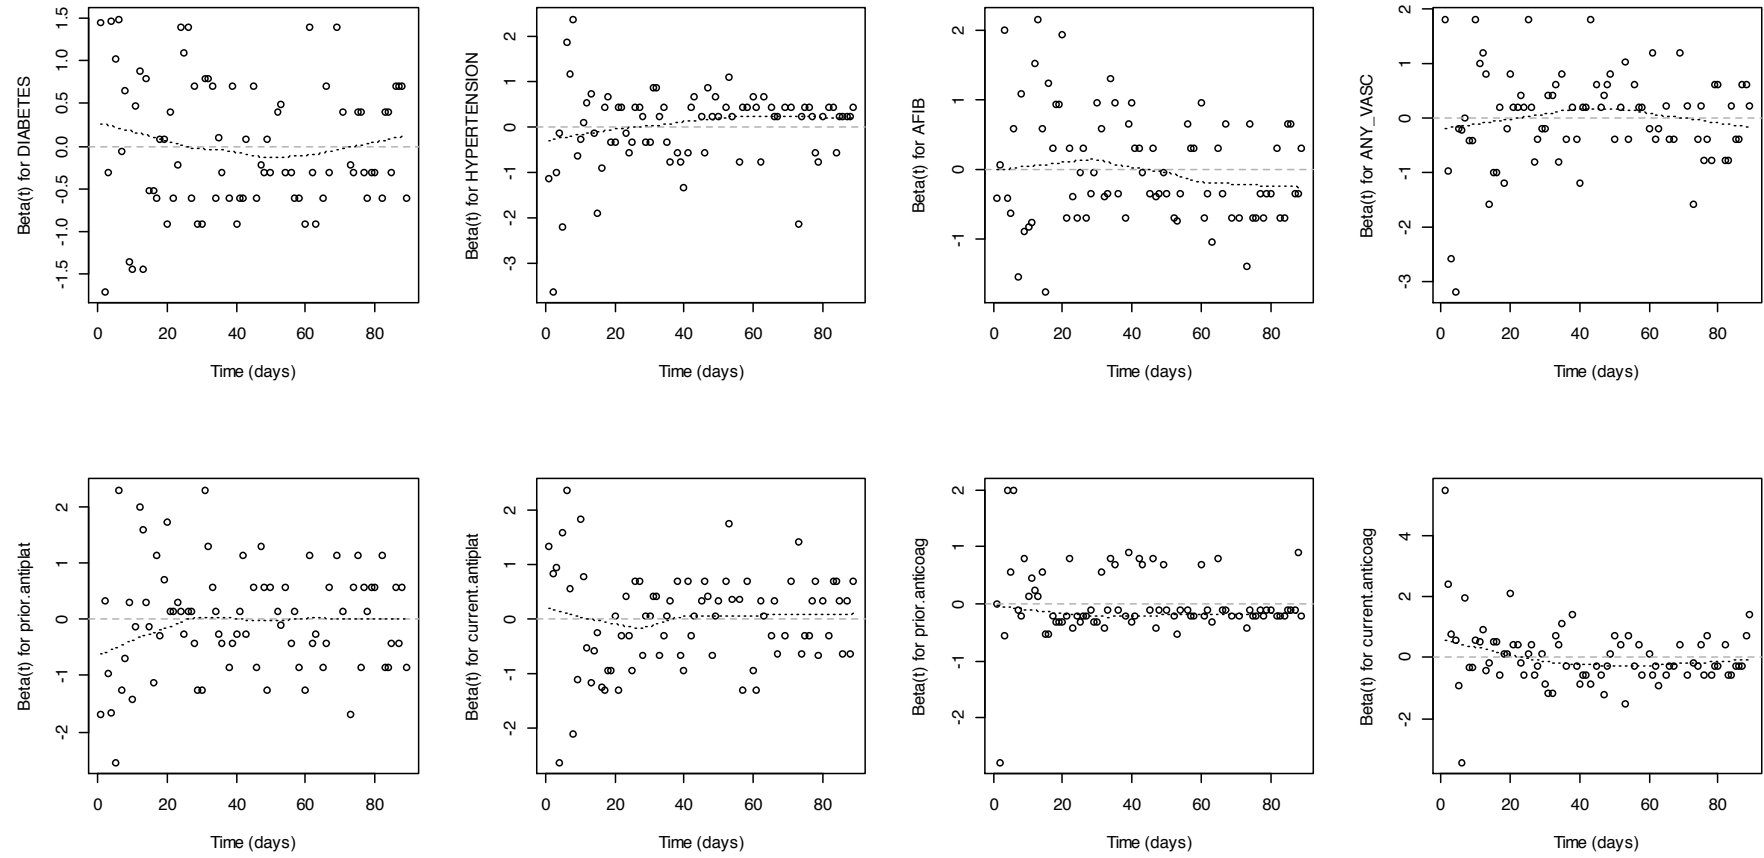 Beta(t) for DIABETES
1.5
1.0
0.5
0.0
-0.5
-1.0
-1.5
0 20 40 60 80
Time (days)
Beta(t) for HYPERTENSION
2
1
0
-1
-2
-3
0 20 40 60 80
Time (days)
Beta(t) for AFIB
2
1
0
-1
0 20 40 60 80
Time (days)
Beta(t) for ANY_VASC
2
1
0
-1
-2
-3
0 20 40 60 80
Time (days)
Beta(t) for prior.antiplat
2
1
0
-1
-2
0 20 40 60 80
Time (days)
Beta(t) for current.antiplat
2
1
0
-1
-2
0 20 40 60 80
Time (days)
Beta(t) for prior.anticoag
2
1
0
-1
-2
0 20 40 60 80
Time (days)
Beta(t) for current.anticoag
4
2
0
-2
0 20 40 60 80
Time (days)